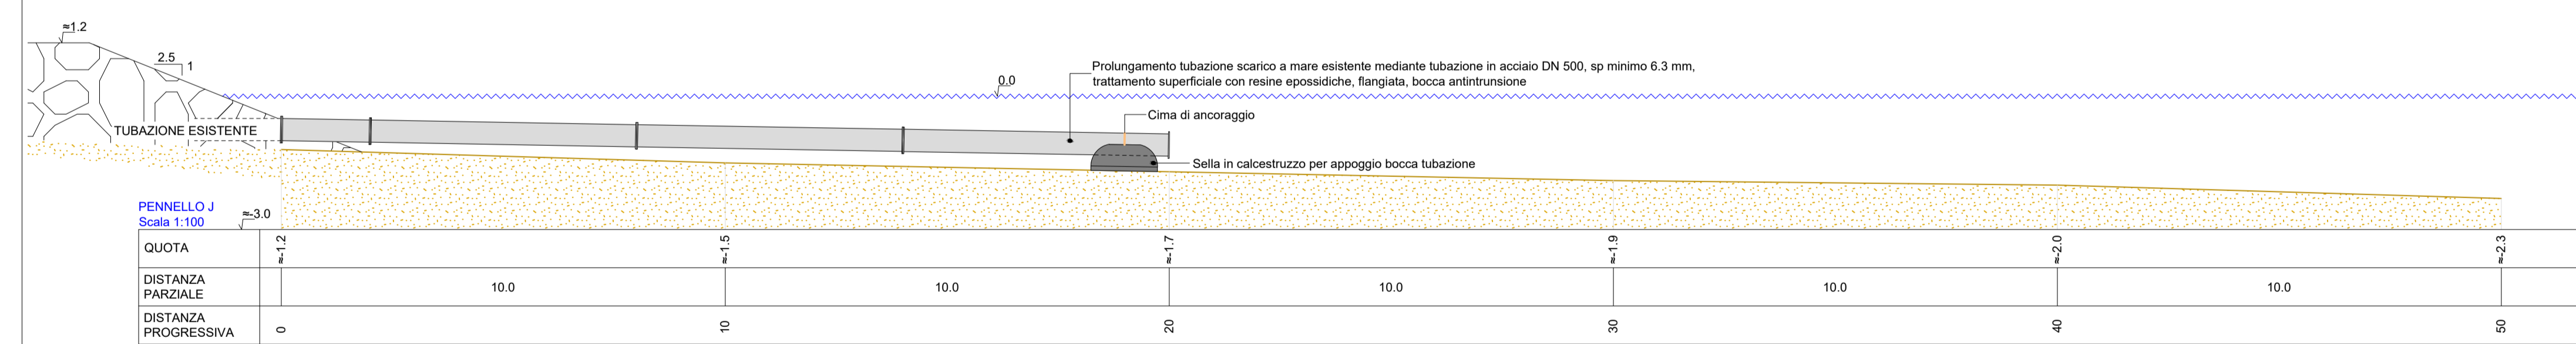 ≈1.2
2.5
1
0.0
Prolungamento tubazione scarico a mare esistente mediante tubazione in acciaio DN 500, sp minimo 6.3 mm,
trattamento superficiale con resine epossidiche, flangiata, bocca antintrunsione
Cima di ancoraggio
TUBAZIONE ESISTENTE
Sella in calcestruzzo per appoggio bocca tubazione
PENNELLO J
Scala 1:100
≈-3.0
QUOTA
≈-1.2
≈-1.5
≈-1.7
≈-1.9
≈-2.0
≈-2.3
DISTANZA
PARZIALE
10.0
10.0
10.0
10.0
10.0
DISTANZA
PROGRESSIVA
0
10
20
30
40
50